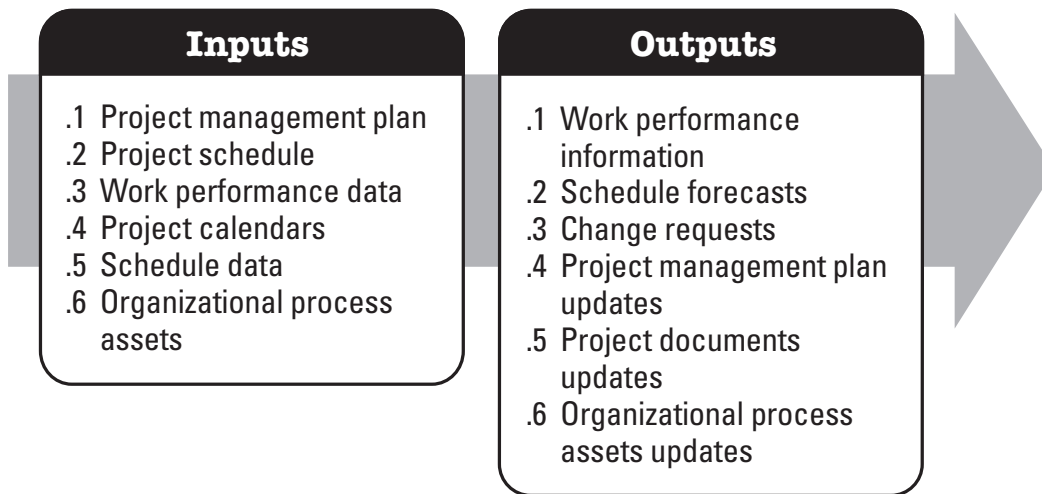 Inputs
.1 Project management plan
.2 Project schedule
.3 Work performance data
.4 Project calendars
.5 Schedule data
.6 Organizational process
assets
Outputs
.1 Work performance
information
.2 Schedule forecasts
.3 Change requests
.4 Project management plan
updates
.5 Project documents
updates
.6 Organizational process
assets updates